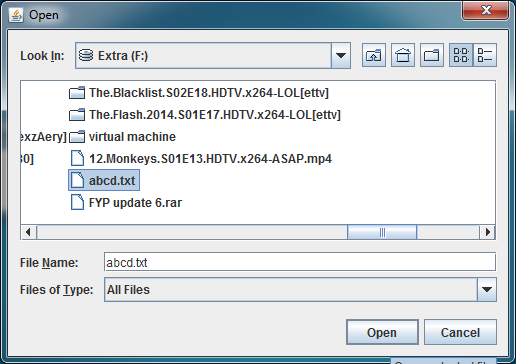 Open
Look In: Extra (F:)
The.Blacklist.S02E18.HDTV.x264-LOL[ettv]
The.Flash.2014.S01E17.HDTV.x264-LOL[ettv]
exzAery] virtual machine
30] 12.Monkeys.S01E13.HDTV.x264-ASAP.mp4
abcd.txt
FYP update 6.rar
File Name: abcd.txt
Files of Type: All Files
Open Cancel